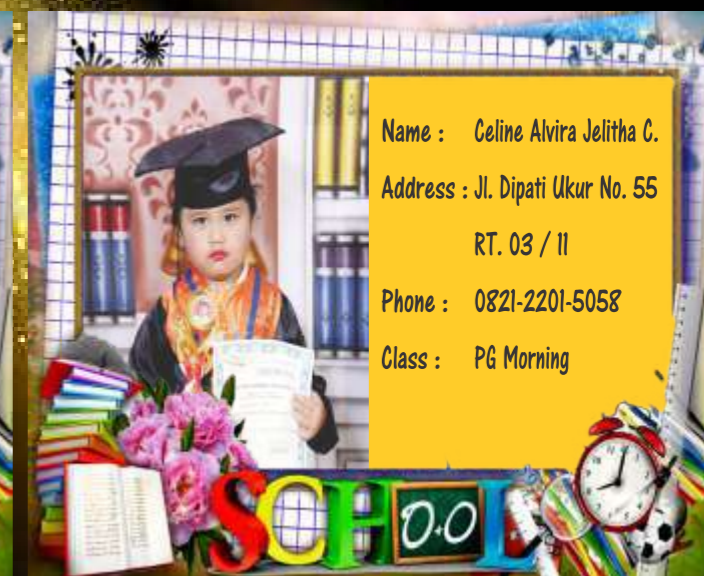 Name : Celine Alvira Jelitha C.
Address : Jl. Dipati Ukur No. 55
RT. 03 / 11
Phone : 0821-2201-5058
Class : PG Morning
SCHOOL